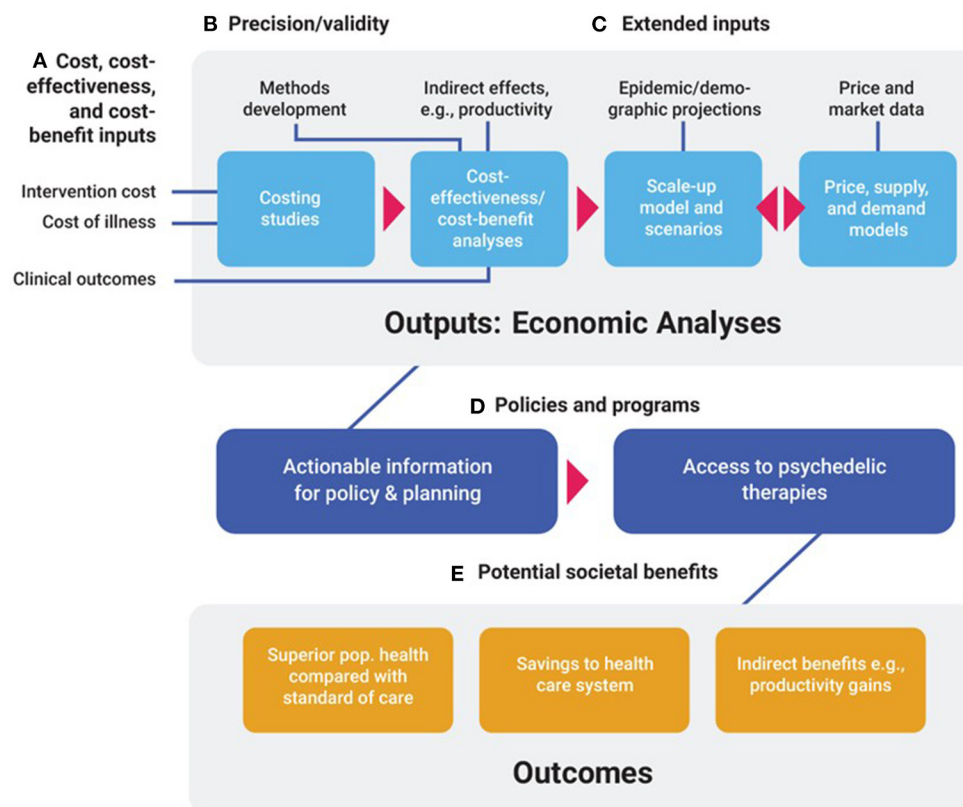 B Precision/validity
C Extended inputs
A Cost, cost-
effectiveness,
and cost-
benefit inputs
Methods
development
Indirect effects,
e.g., productivity
Epidemic/demo-
graphic projections
Price and
market data
Intervention cost
Cost of illness
Clinical outcomes
Costing
studies
Cost-
effectiveness/
cost-benefit
analyses
Scale-up
model and
scenarios
Price, supply,
and demand
models
Outputs: Economic Analyses
D Policies and programs
Actionable information
for policy & planning
Access to psychedelic
therapies
E Potential societal benefits
Superior pop. health
compared with
standard of care
Savings to health
care system
Indirect benefits e.g.,
productivity gains
Outcomes